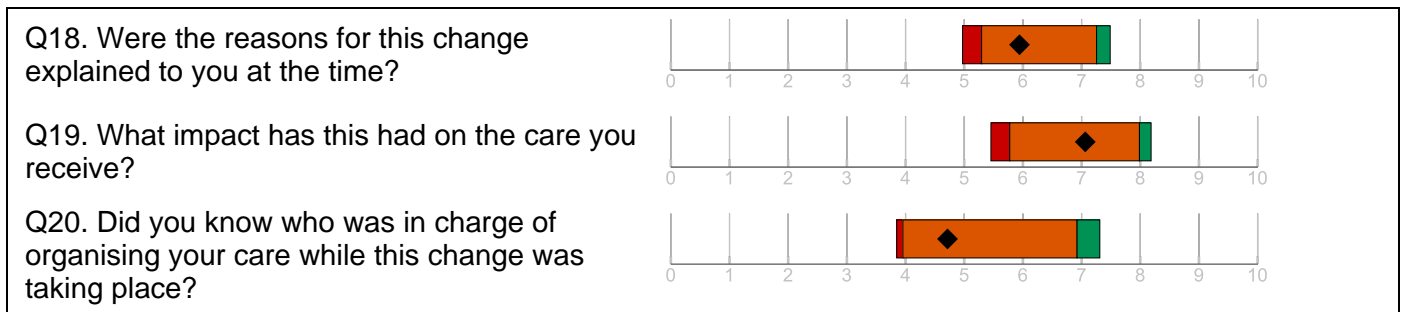 Q18. Were the reasons for this change
explained to you at the time?
0 1 2 3 4 5 6 7 8 9 10
Q19. What impact has this had on the care you
receive?
0 1 2 3 4 5 6 7 8 9 10
Q20. Did you know who was in charge of
organising your care while this change was
taking place?
0 1 2 3 4 5 6 7 8 9 10